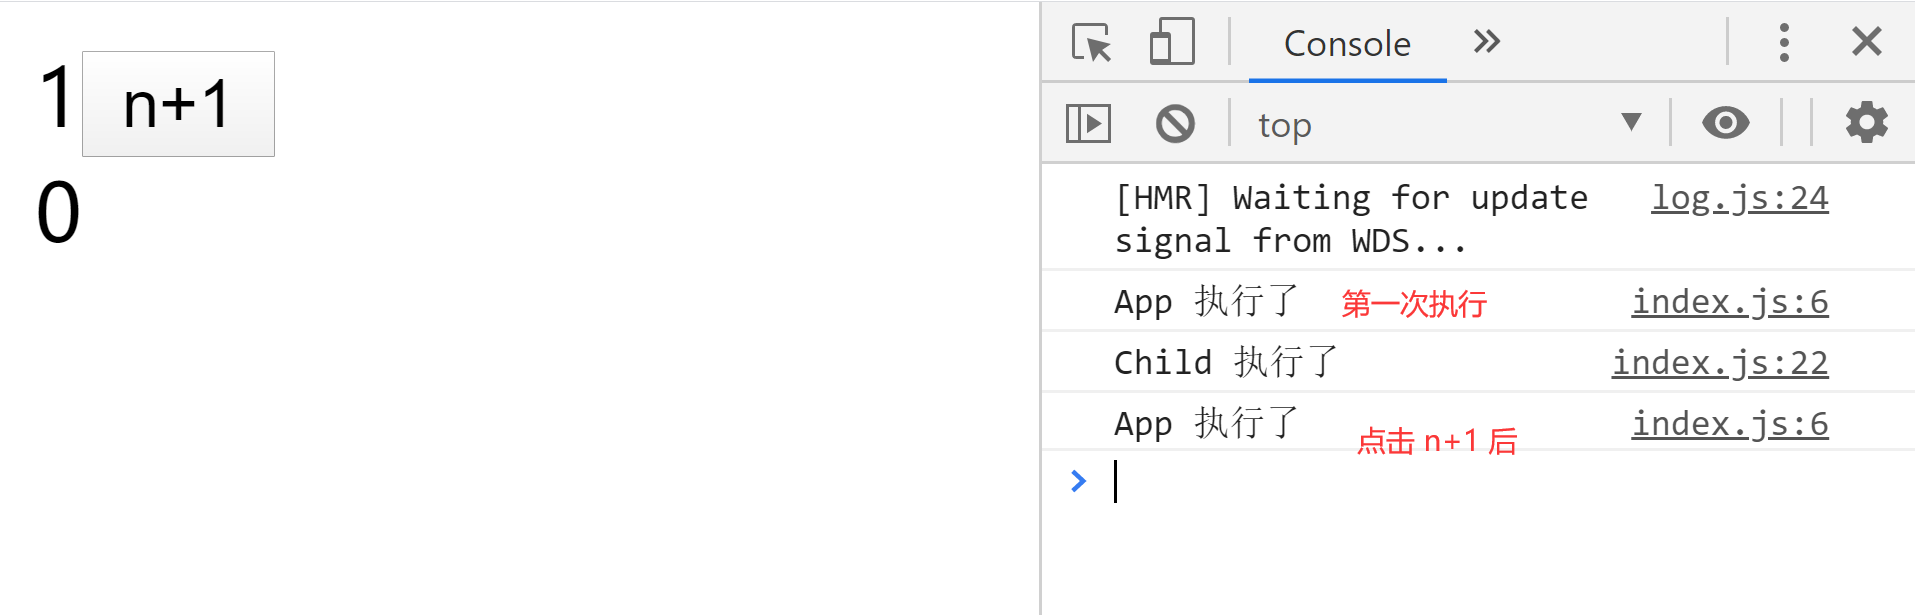 1 n+1
0
Console
top
[HMR] Waiting for update log.js:24
signal from WDS...
App 执行了 第一次执行 index.js:6
Child 执行了 index.js:22
App 执行了 点击 n+1 后 index.js:6